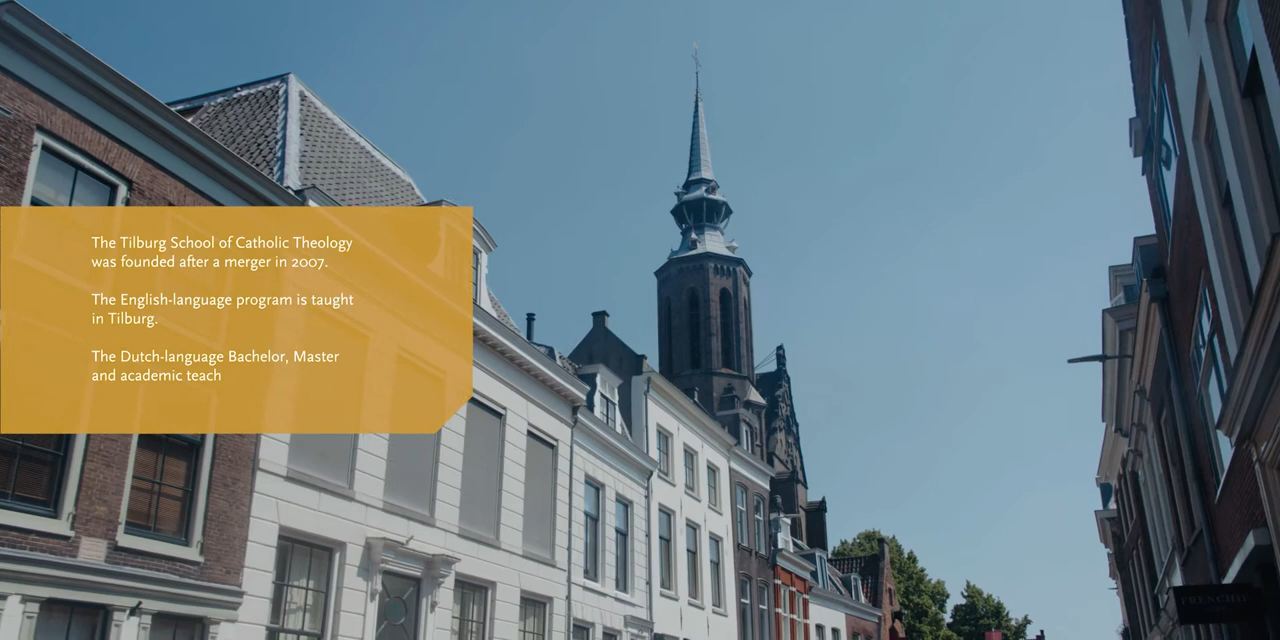 The Tilburg School of Catholic Theology
was founded after a merger in 2007.
The English-language program is taught
in Tilburg.
The Dutch-language Bachelor, Master
and academic teach